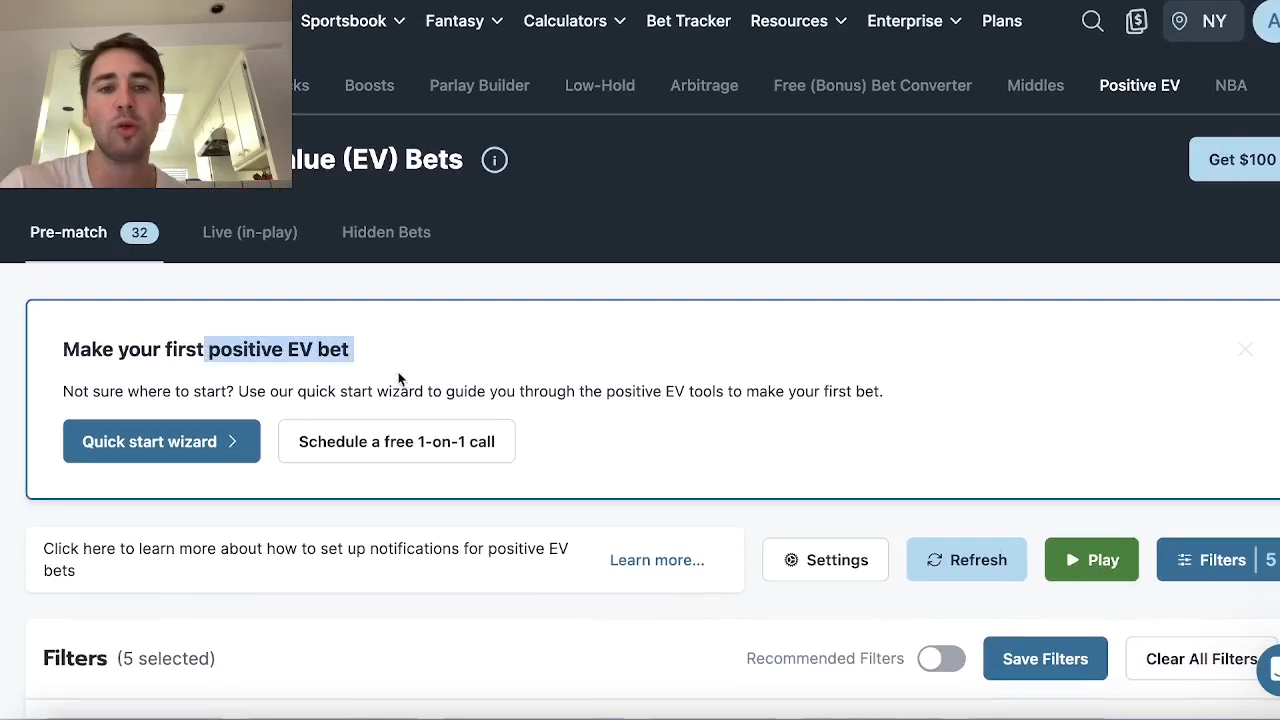 Sportsbook Fantasy Calculators Bet Tracker Resources Enterprise Plans NY A
ks Boosts Parlay Builder Low-Hold Arbitrage Free (Bonus) Bet Converter Middles Positive EV NBA
lue (EV) Bets Get $100
Pre-match 32 Live (in-play) Hidden Bets
Make your first positive EV bet
Not sure where to start? Use our quick start wizard to guide you through the positive EV tools to make your first bet.
Quick start wizard Schedule a free 1-on-1 call
Click here to learn more about how to set up notifications for positive EV
bets
Learn more... Settings Refresh Play Filters 5
Filters (5 selected) Recommended Filters Save Filters Clear All Filters